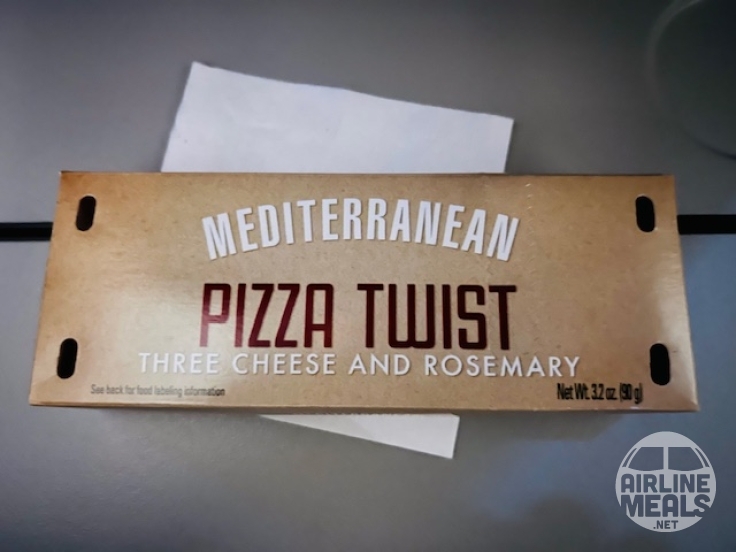 MEDITERRANEAN
PIZZA TWIST
THREE CHEESE AND ROSEMARY
See back for food labeling information
Net Wt. 3.2 oz. (90 g)
AIRLINE
MEALS
.NET